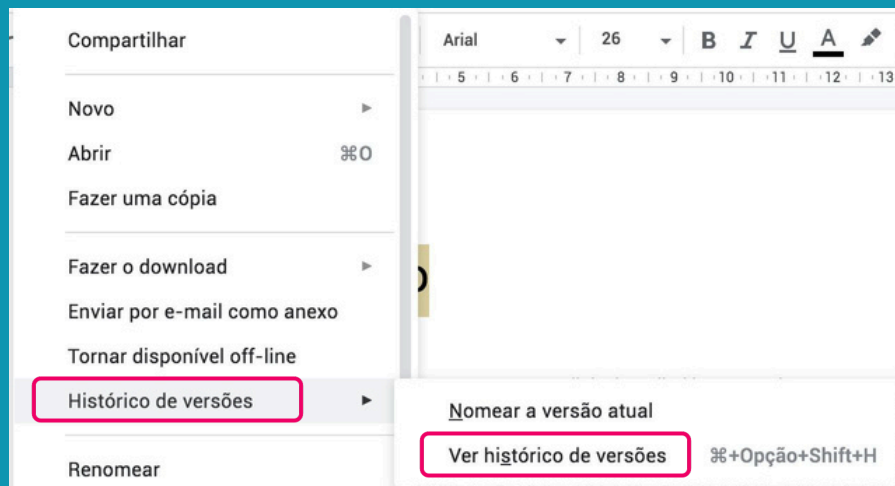 Compartilhar
Arial 26 B I U A
5 6 7 8 9 10 11 12 13
Novo
Abrir ⌘O
Fazer uma cópia
Fazer o download
Enviar por e-mail como anexo
Tornar disponível off-line
Histórico de versões
Nomear a versão atual
Ver histórico de versões ⌘+Opção+Shift+H
Renomear